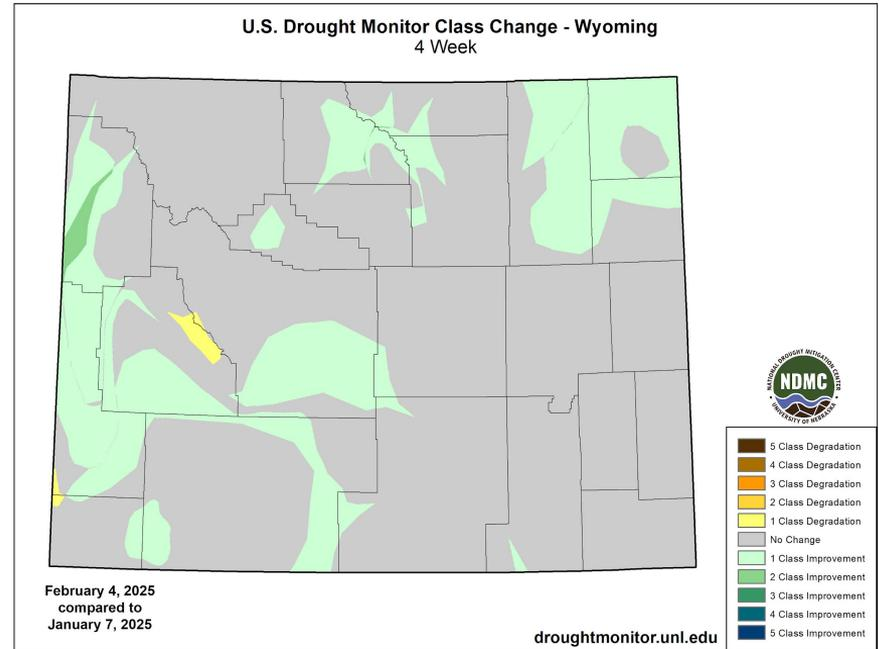 U.S. Drought Monitor Class Change - Wyoming
4 Week
NATIONAL DROUGHT MITIGATION CENTER
NDMC
UNIVERSITY OF NEBRASKA
5 Class Degradation
4 Class Degradation
3 Class Degradation
2 Class Degradation
1 Class Degradation
No Change
1 Class Improvement
2 Class Improvement
3 Class Improvement
4 Class Improvement
5 Class Improvement
February 4, 2025
compared to
January 7, 2025
droughtmonitor.unl.edu